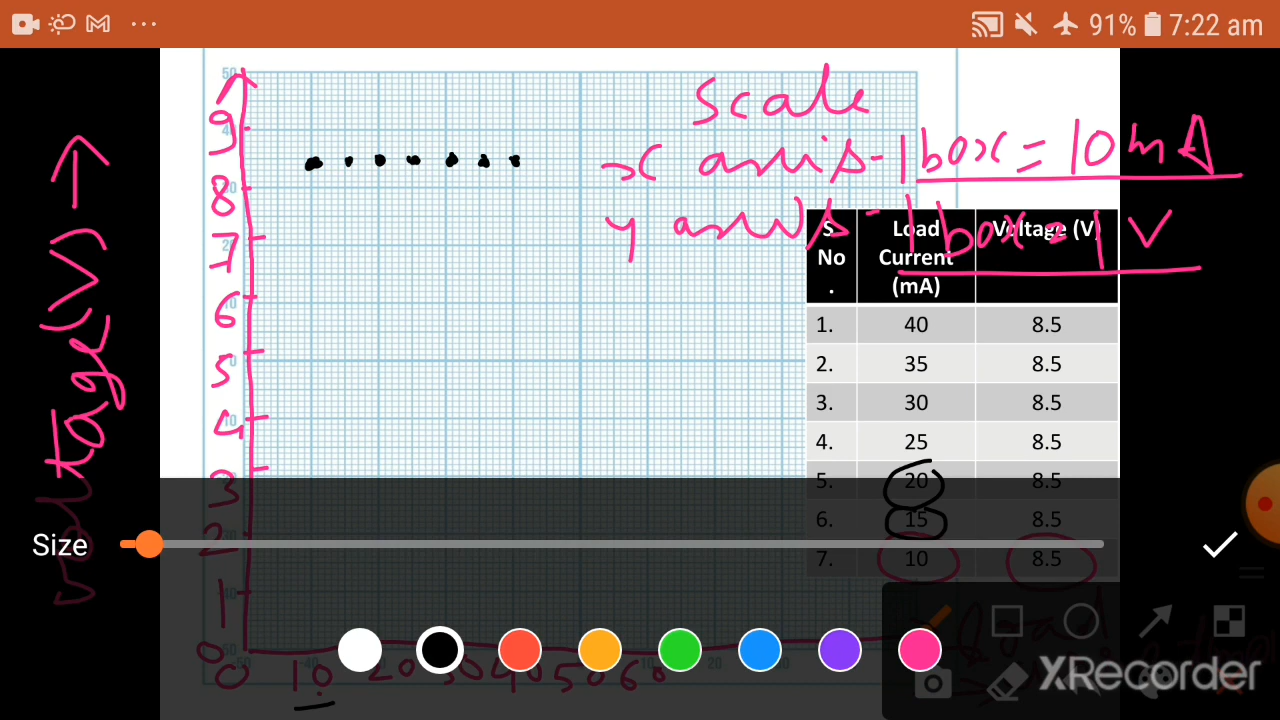 91% 7:22 am
Scale
x axis - 1 box = 10 mA
y axis - 1 box = 1 V
Voltage (V) →
9
8
7
6
5
4
3
2
1
0
0 10 20 30 40 50 60
S. No. Load Current (mA) Voltage (V)
1. 40 8.5
2. 35 8.5
3. 30 8.5
4. 25 8.5
5. 20 8.5
6. 15 8.5
7. 10 8.5
Size
XRecorder